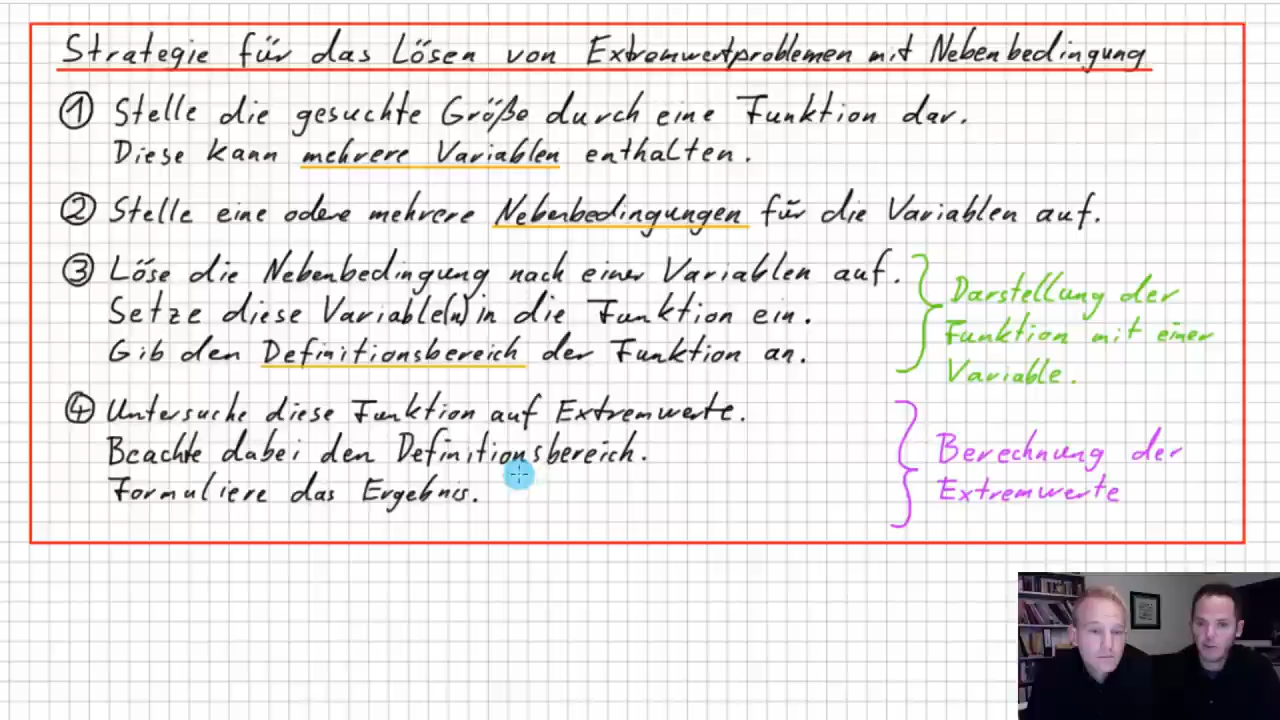 Strategie für das Lösen von Extremwertproblemen mit Nebenbedingung
① Stelle die gesuchte Größe durch eine Funktion dar.
Diese kann mehrere Variablen enthalten.
② Stelle eine odere mehrere Nebenbedingungen für die Variablen auf.
③ Löse die Nebenbedingung nach einer Variablen auf.
Setze diese Variable(n) in die Funktion ein.
Gib den Definitionsbereich der Funktion an.
Darstellung der
Funktion mit einer
Variable.
④ Untersuche diese Funktion auf Extremwerte.
Beachte dabei den Definitionsbereich.
Formuliere das Ergebnis.
Berechnung der
Extremwerte